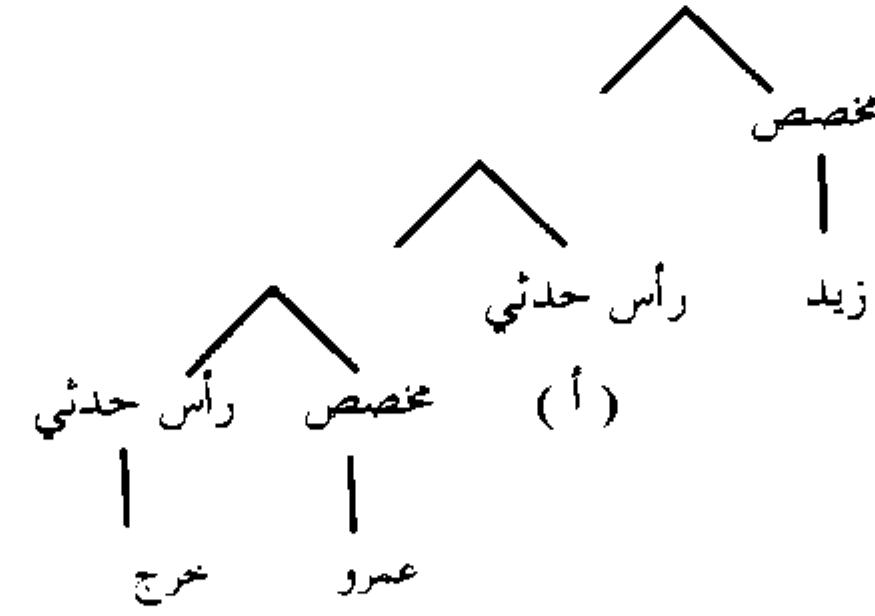 مخصص
رأس حدثي زيد
رأس حدثي مخصص ( أ )
خرج عمرو